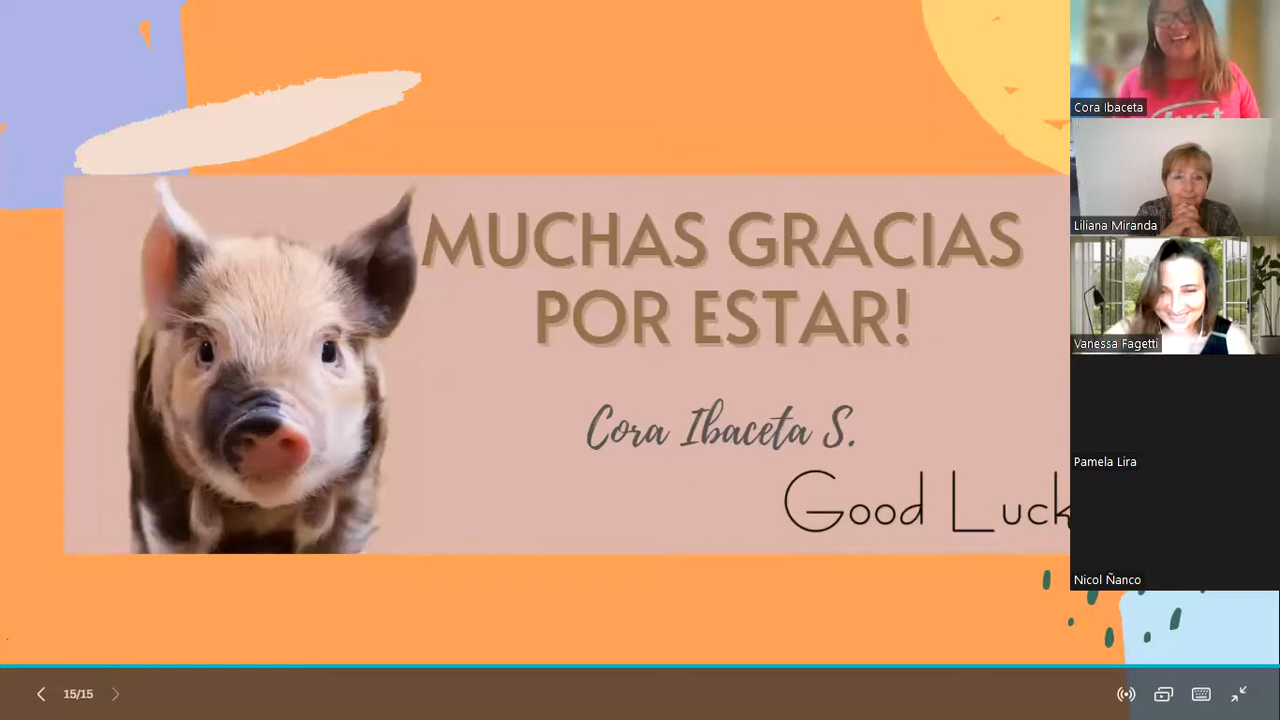 MUCHAS GRACIAS
POR ESTAR!
Cora Ibaceta S.
Good Luck
Cora Ibaceta
Liliana Miranda
Vanessa Fagetti
Pamela Lira
Nicol Ñanco
15/15